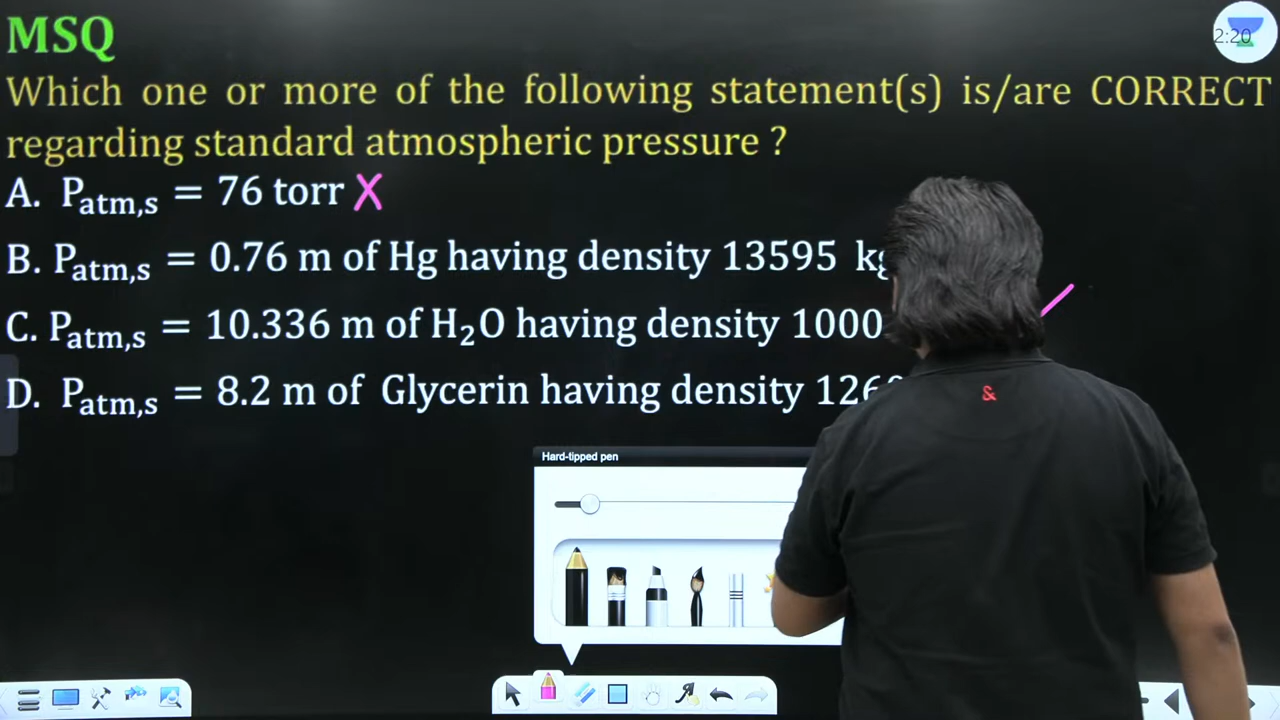 MSQ
2:20
Which one or more of the following statement(s) is/are CORRECT
regarding standard atmospheric pressure ?
A. Patm,s = 76 torr X
B. Patm,s = 0.76 m of Hg having density 13595
C. Patm,s = 10.336 m of H₂O having density 1000
D. Patm,s = 8.2 m of Glycerin having density
&
Hard-tipped pen